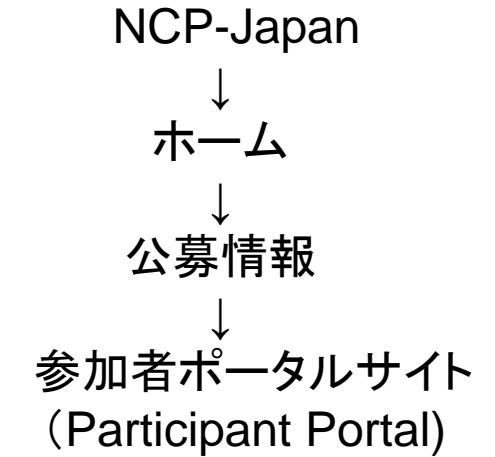 NCP-Japan
↓
ホーム
↓
公募情報
↓
参加者ポータルサイト
（Participant Portal)